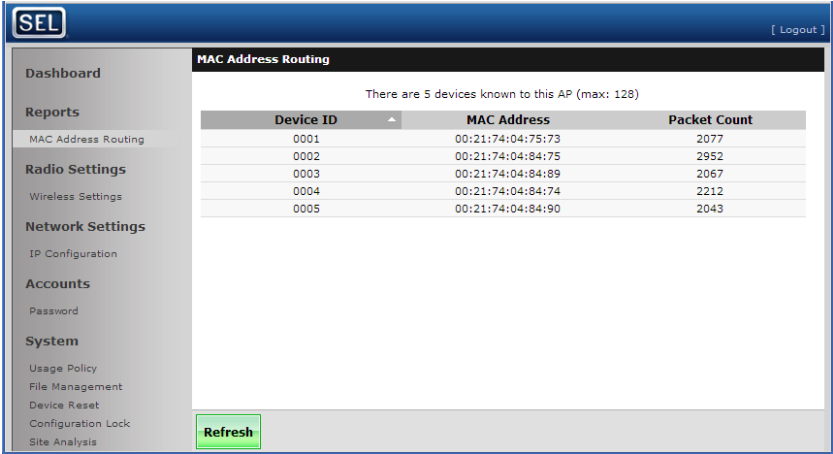 SEL
[ Logout ]
Dashboard
Reports
MAC Address Routing
Radio Settings
Wireless Settings
Network Settings
IP Configuration
Accounts
Password
System
Usage Policy
File Management
Device Reset
Configuration Lock
Site Analysis
MAC Address Routing
There are 5 devices known to this AP (max: 128)
Device ID MAC Address Packet Count
0001 00:21:74:04:75:73 2077
0002 00:21:74:04:84:75 2952
0003 00:21:74:04:84:89 2067
0004 00:21:74:04:84:74 2212
0005 00:21:74:04:84:90 2043
Refresh